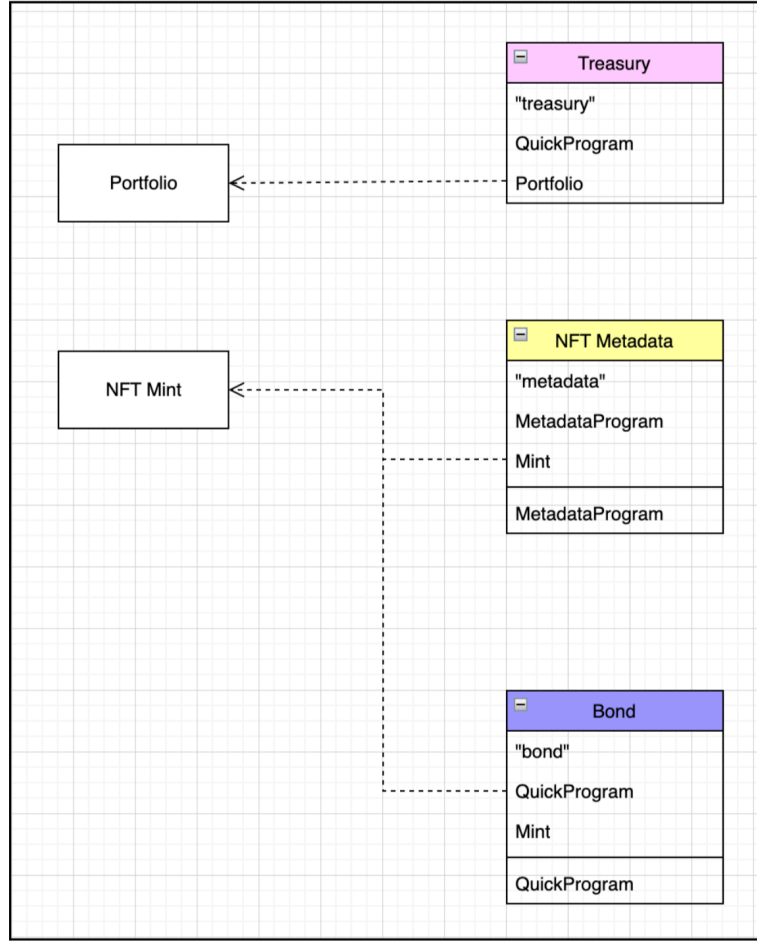 Treasury
"treasury"
QuickProgram
Portfolio
Portfolio
NFT Metadata
"metadata"
MetadataProgram
Mint
MetadataProgram
NFT Mint
Bond
"bond"
QuickProgram
Mint
QuickProgram